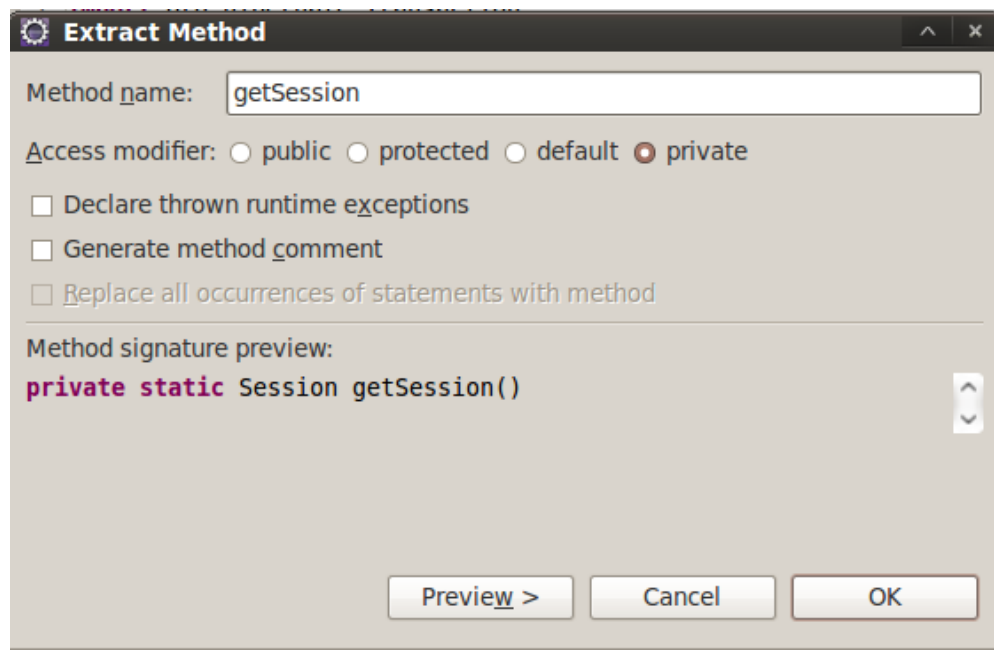 Extract Method
Method name: getSession
Access modifier: public protected default private
Declare thrown runtime exceptions
Generate method comment
Replace all occurrences of statements with method
Method signature preview:
private static Session getSession()
Preview > Cancel OK